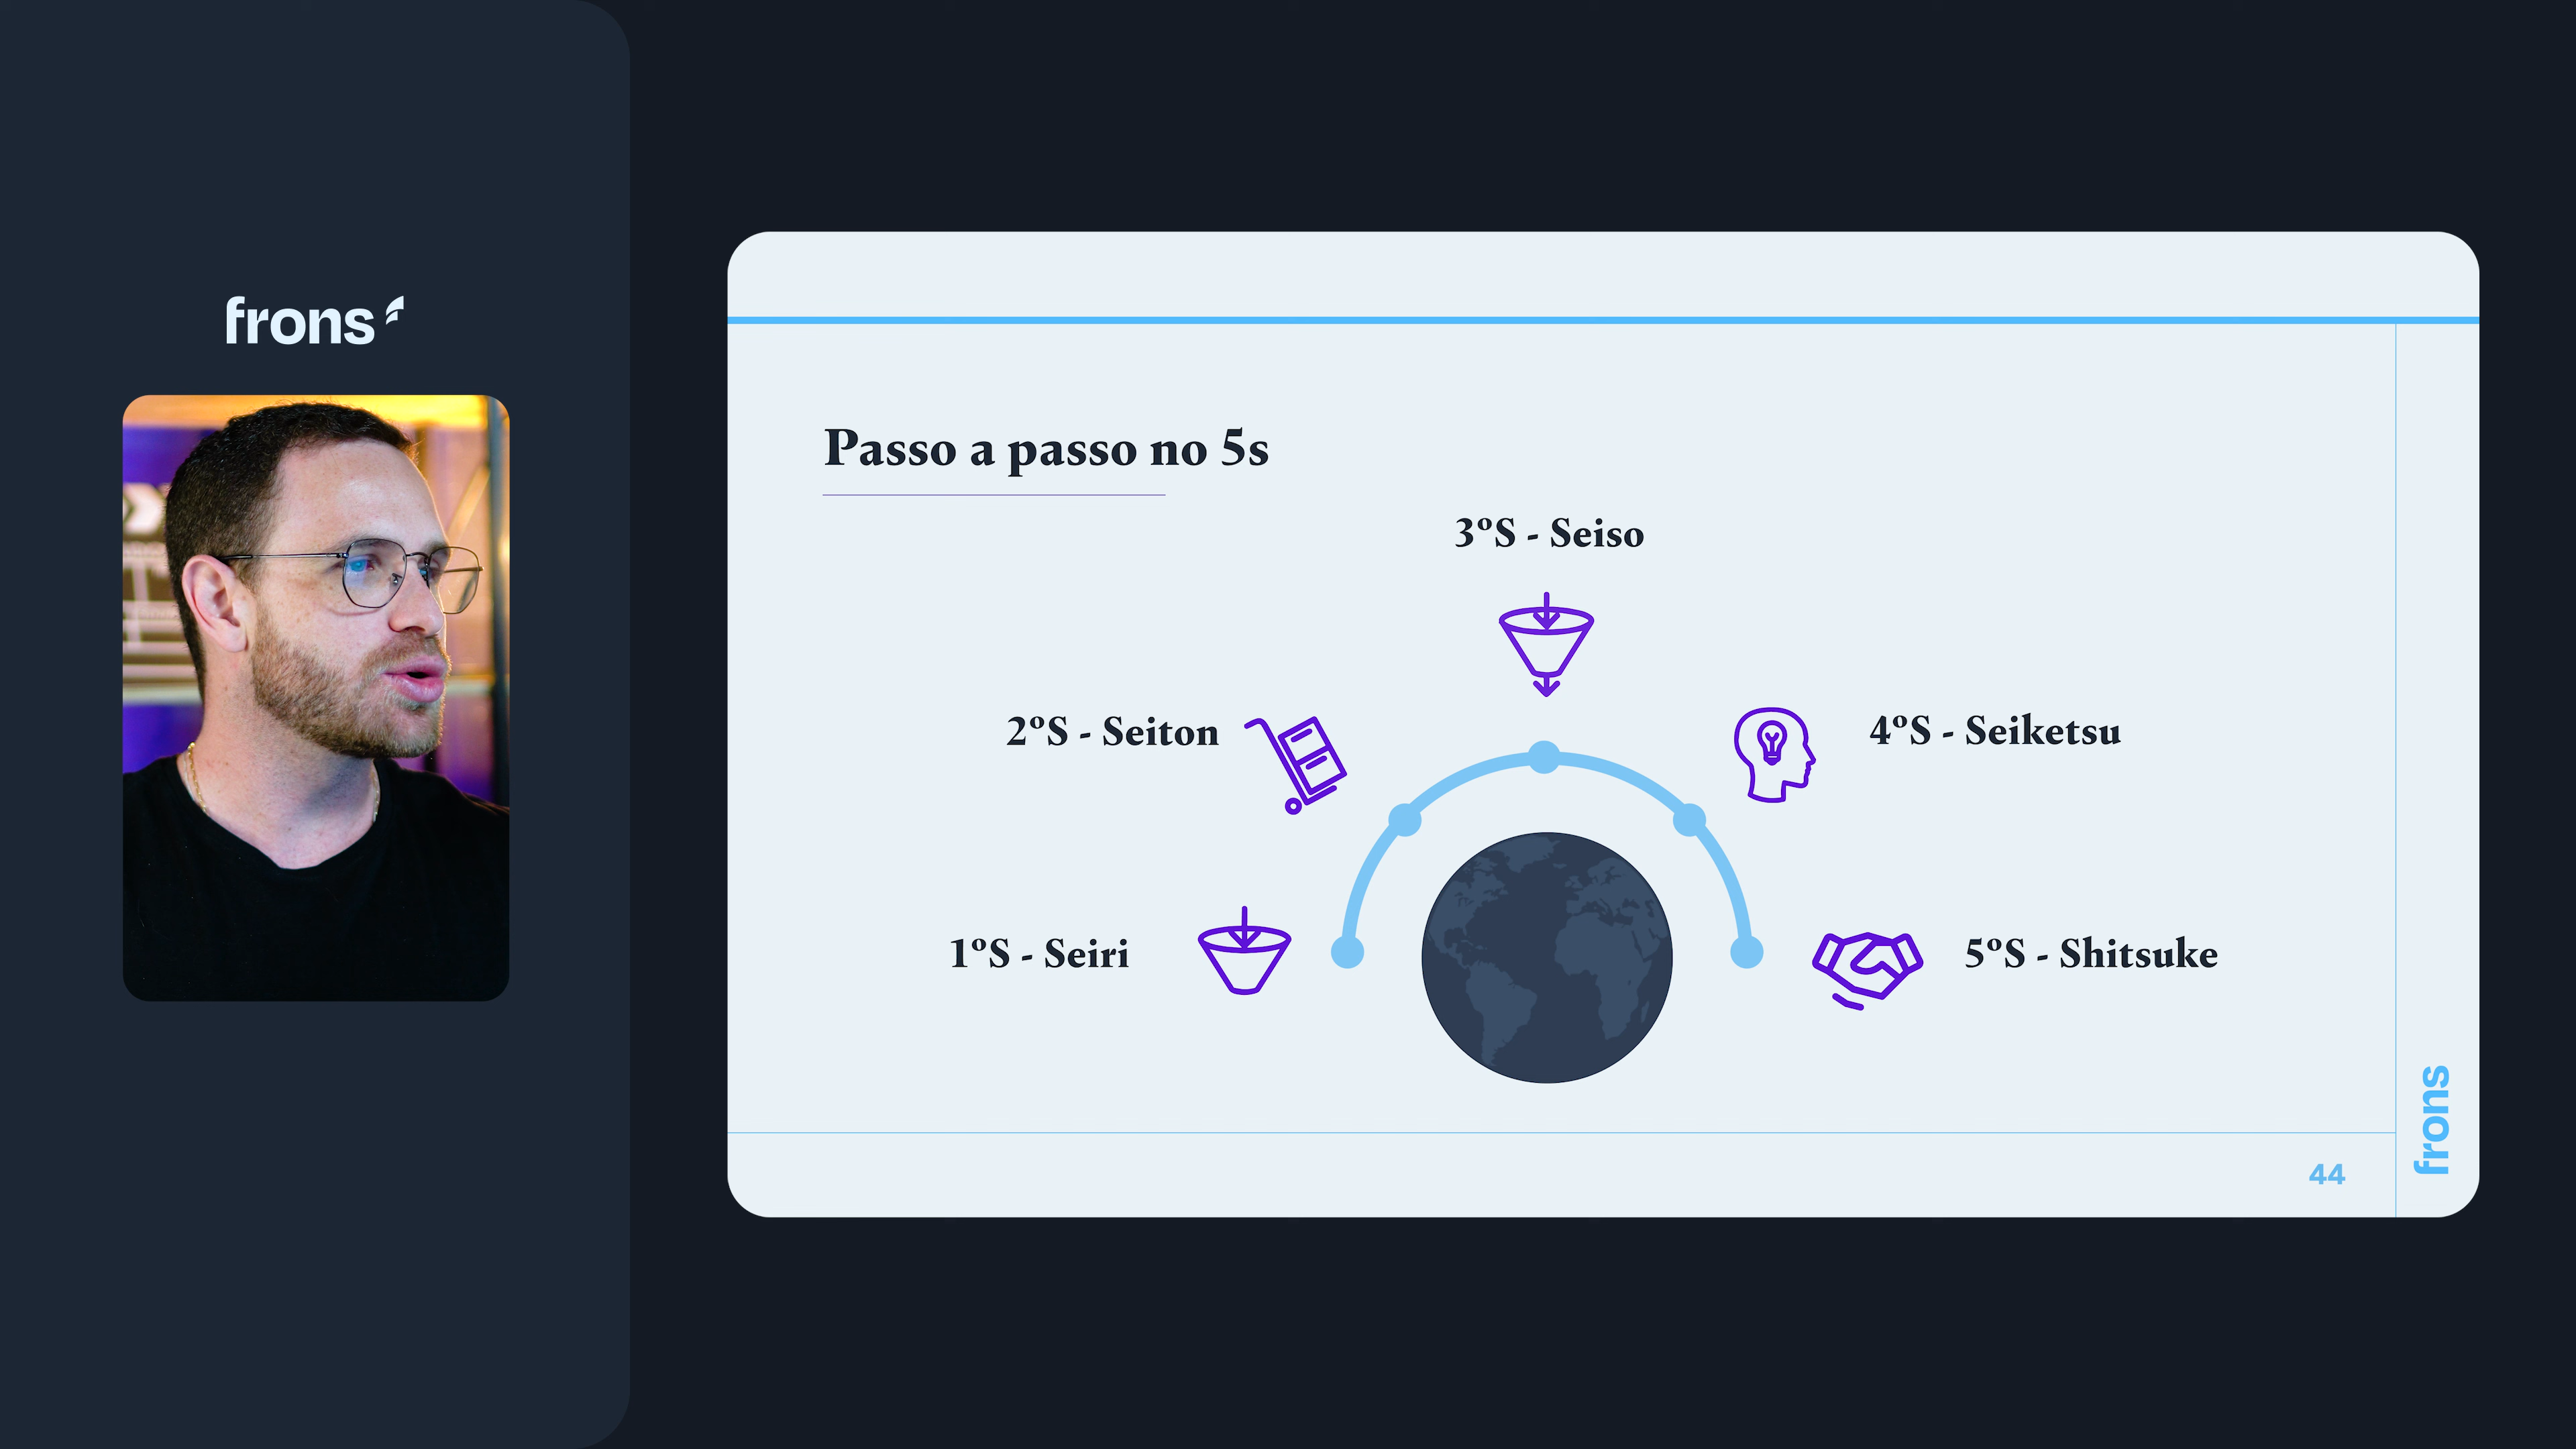 frons
Passo a passo no 5s
3ºS - Seiso
2ºS - Seiton
4ºS - Seiketsu
1ºS - Seiri
5ºS - Shitsuke
44
frons